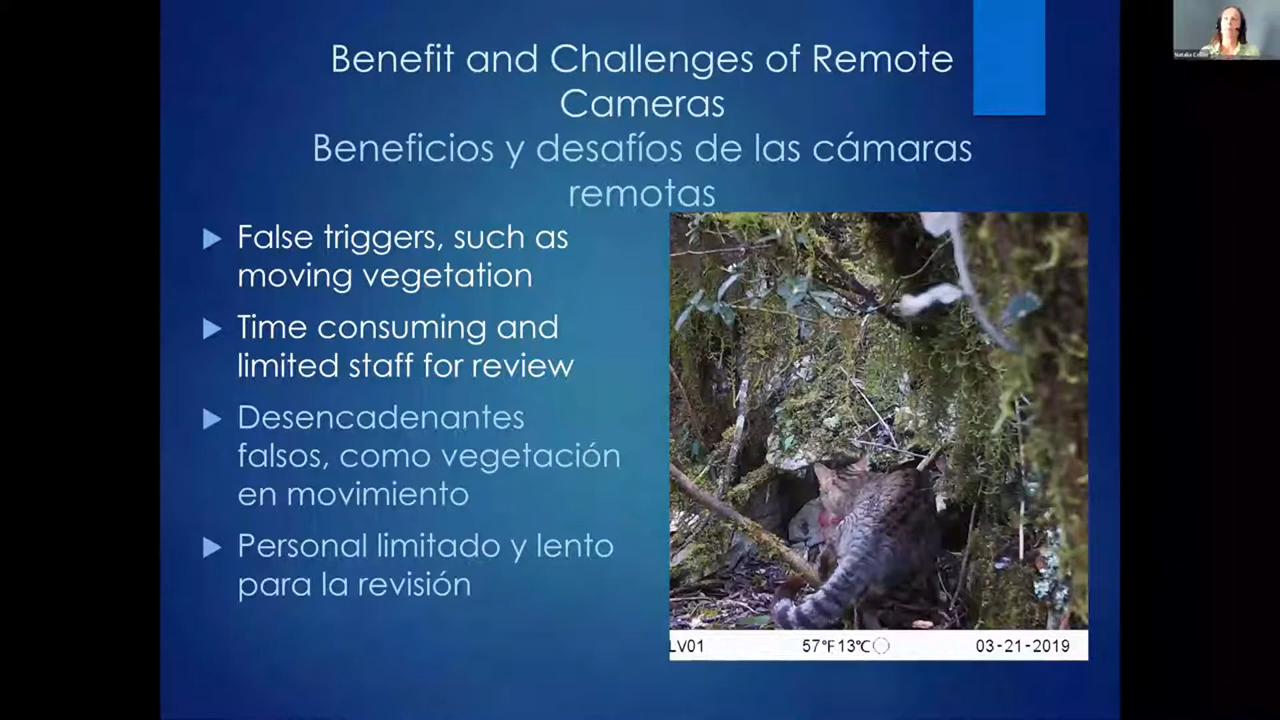 Benefit and Challenges of Remote
Cameras
Beneficios y desafíos de las cámaras
remotas
False triggers, such as
moving vegetation
Time consuming and
limited staff for review
Desencadenantes
falsos, como vegetación
en movimiento
Personal limitado y lento
para la revisión
LV01 57°F13°C 03-21-2019
Natalia